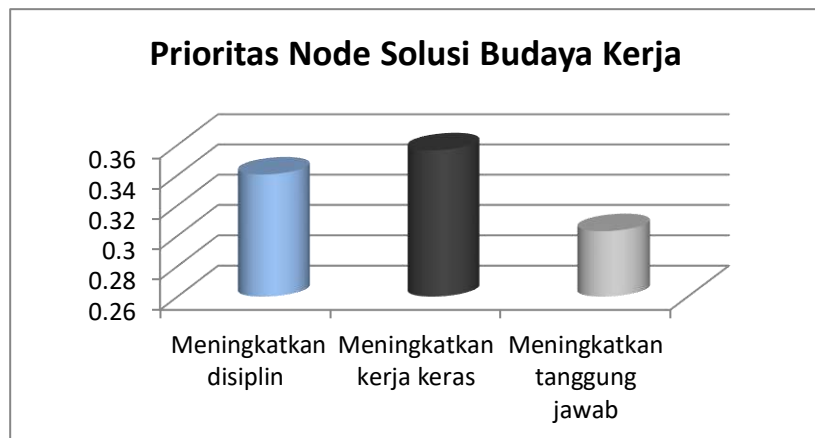 Prioritas Node Solusi Budaya Kerja
0.36
0.34
0.32
0.3
0.28
0.26
Meningkatkan disiplin
Meningkatkan kerja keras
Meningkatkan tanggung jawab